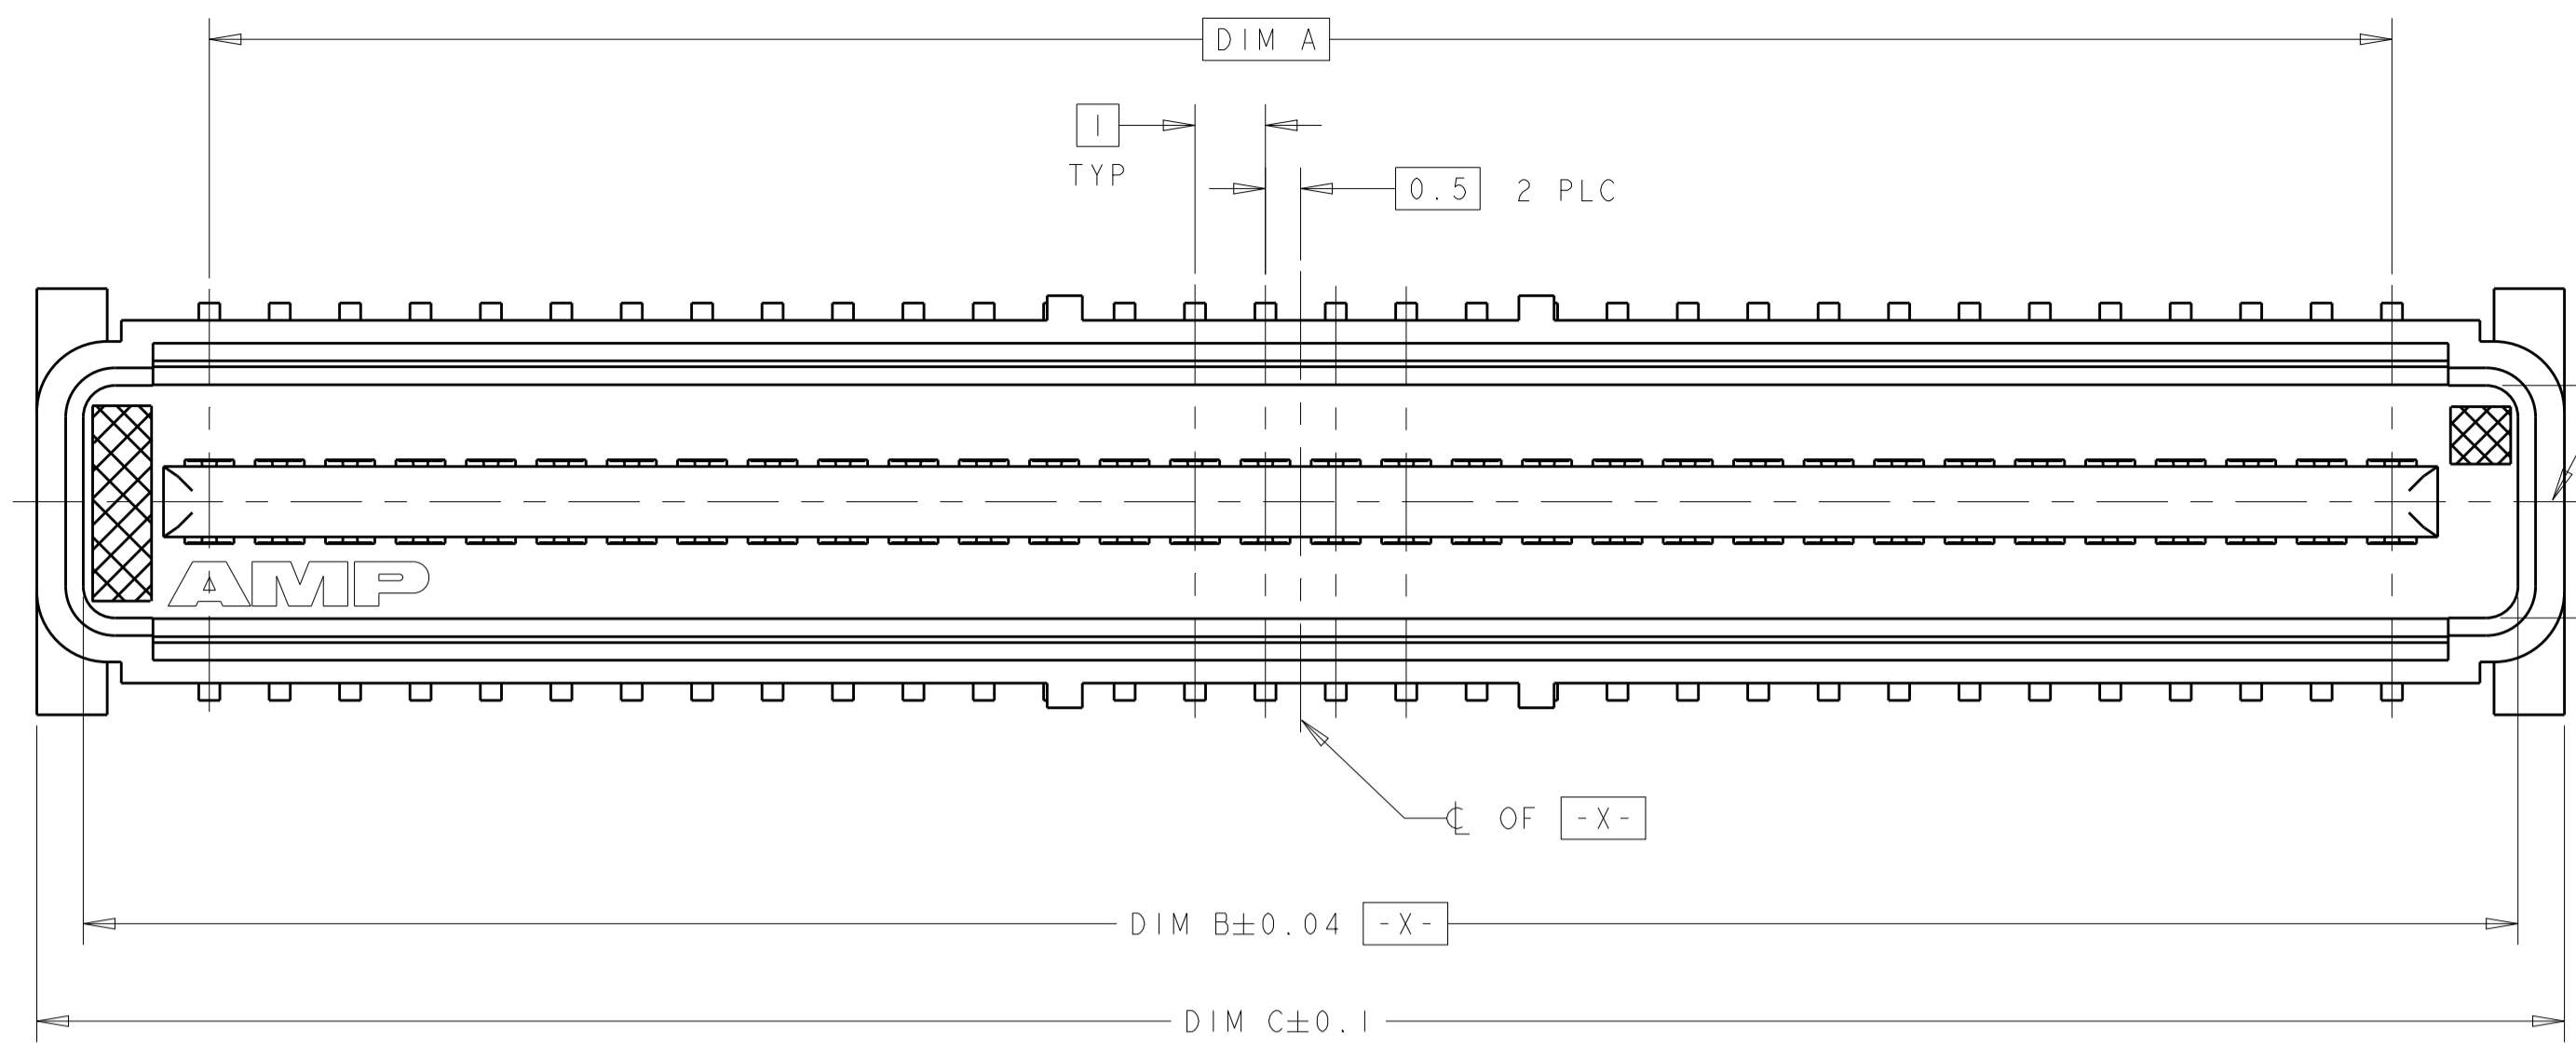 DIM A
1
TYP
0.5 2 PLC
AMP
℄ OF -X-
DIM B±0.04 -X-
DIM C±0.1